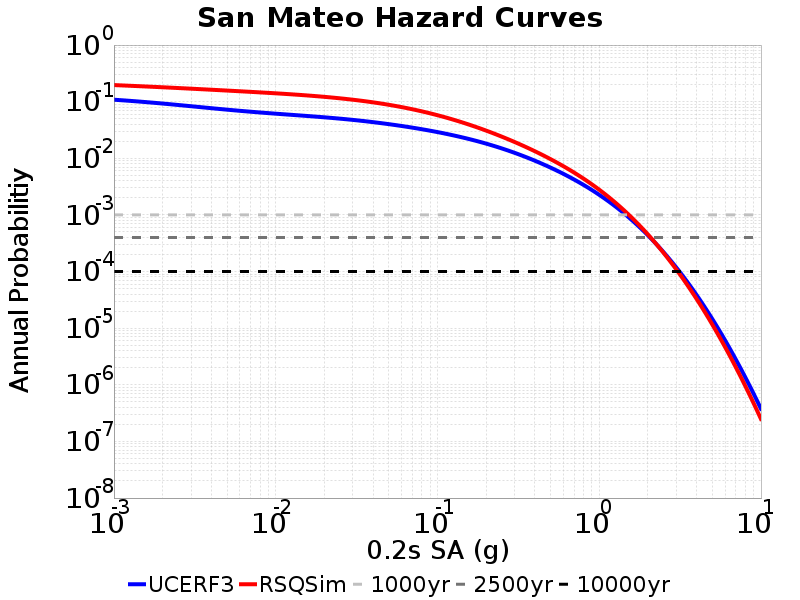 San Mateo Hazard Curves
10^0
10^-1
10^-2
10^-3
10^-4
10^-5
10^-6
10^-7
10^-8
Annual Probabilitiy
10^-3 10^-2 10^-1 10^0 10^1
0.2s SA (g)
UCERF3 RSQSim 1000yr 2500yr 10000yr